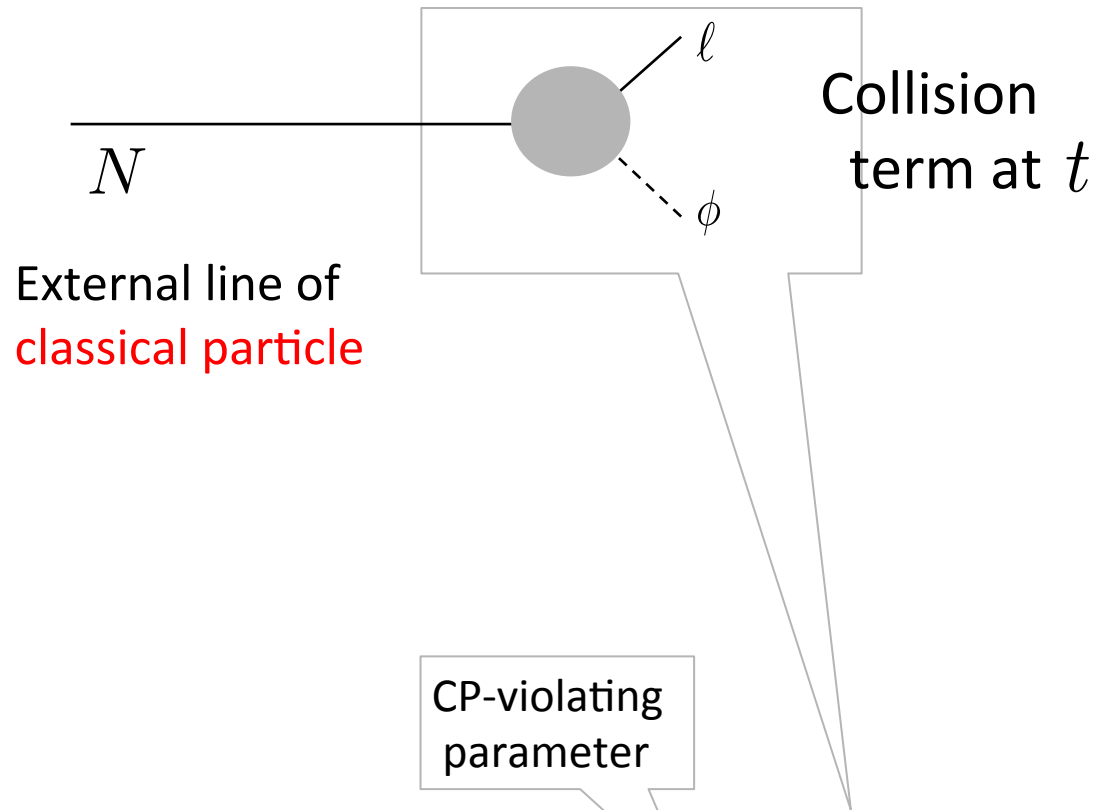 ℓ
Collision
term at t
N
ϕ
External line of
classical particle
CP-violating
parameter